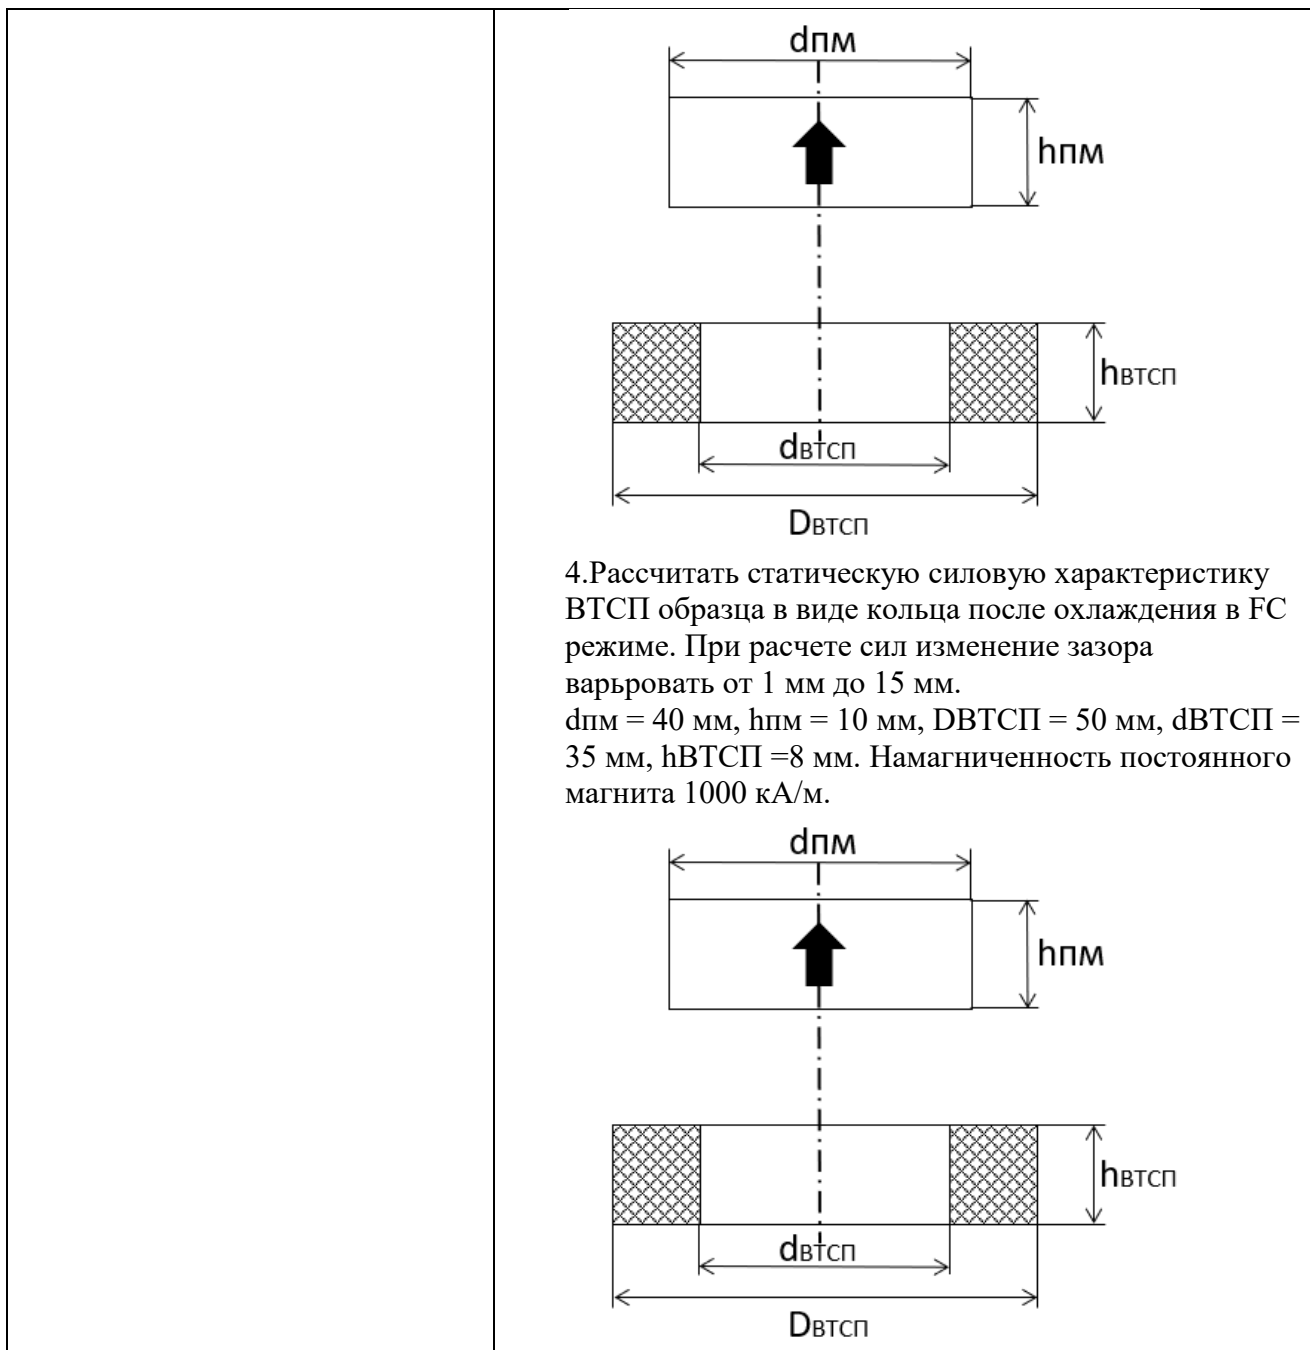 dпм
hпм
hвтсп
dвтсп
Dвтсп
4.Рассчитать статическую силовую характеристику
ВТСП образца в виде кольца после охлаждения в FC
режиме. При расчете сил изменение зазора
варьровать от 1 мм до 15 мм.
dпм = 40 мм, hпм = 10 мм, DВТСП = 50 мм, dВТСП =
35 мм, hВТСП =8 мм. Намагниченность постоянного
магнита 1000 кА/м.
dпм
hпм
hвтсп
dвтсп
Dвтсп